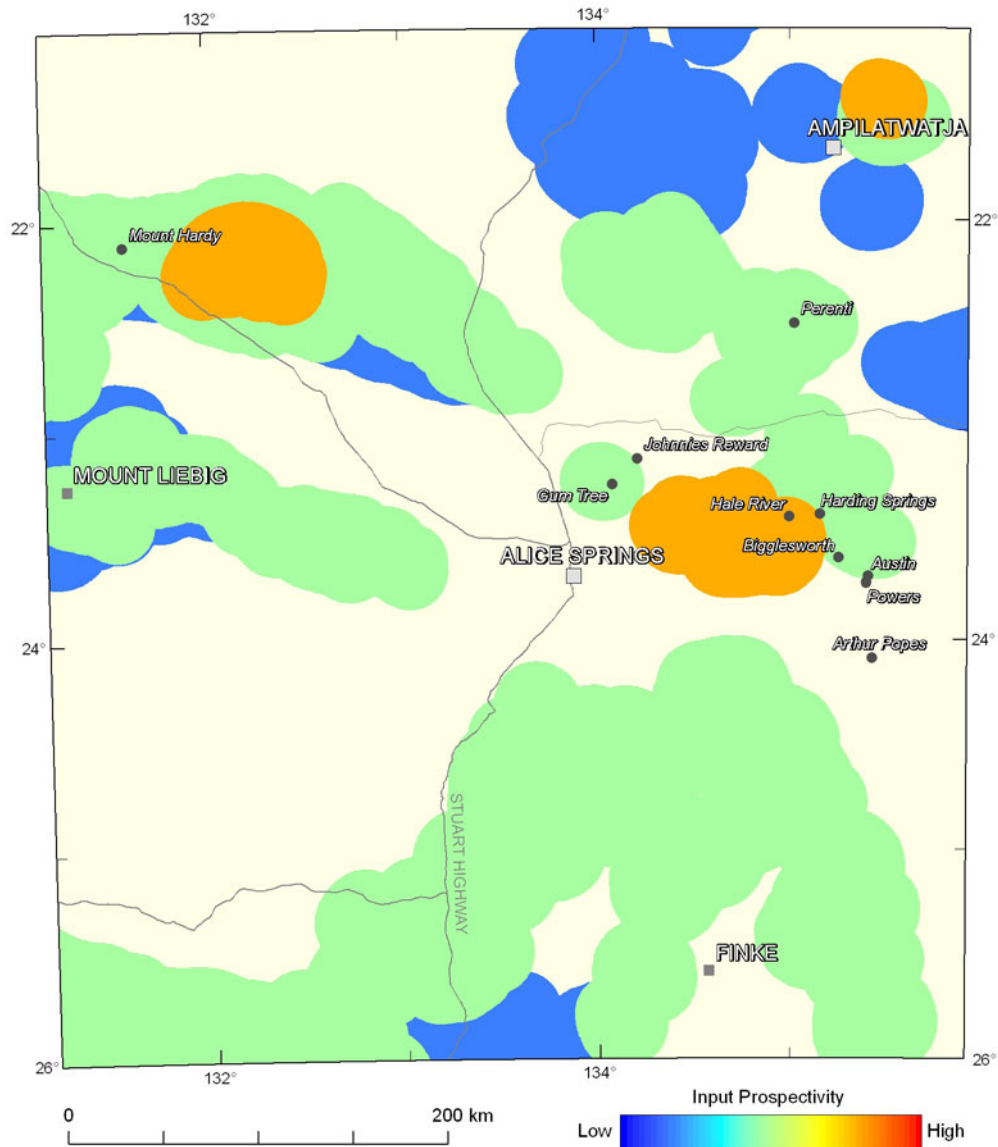 132°
134°
AMPILATWATJA
22°
22°
Mount Hardy
Perenti
Johnnies Reward
MOUNT LIEBIG
Gum Tree
Hale River
Harding Springs
Bigglesworth
ALICE SPRINGS
Austin
Powers
24°
24°
Arthur Popes
STUART HIGHWAY
FINKE
26°
26°
132°
134°
0
200 km
Input Prospectivity
Low
High